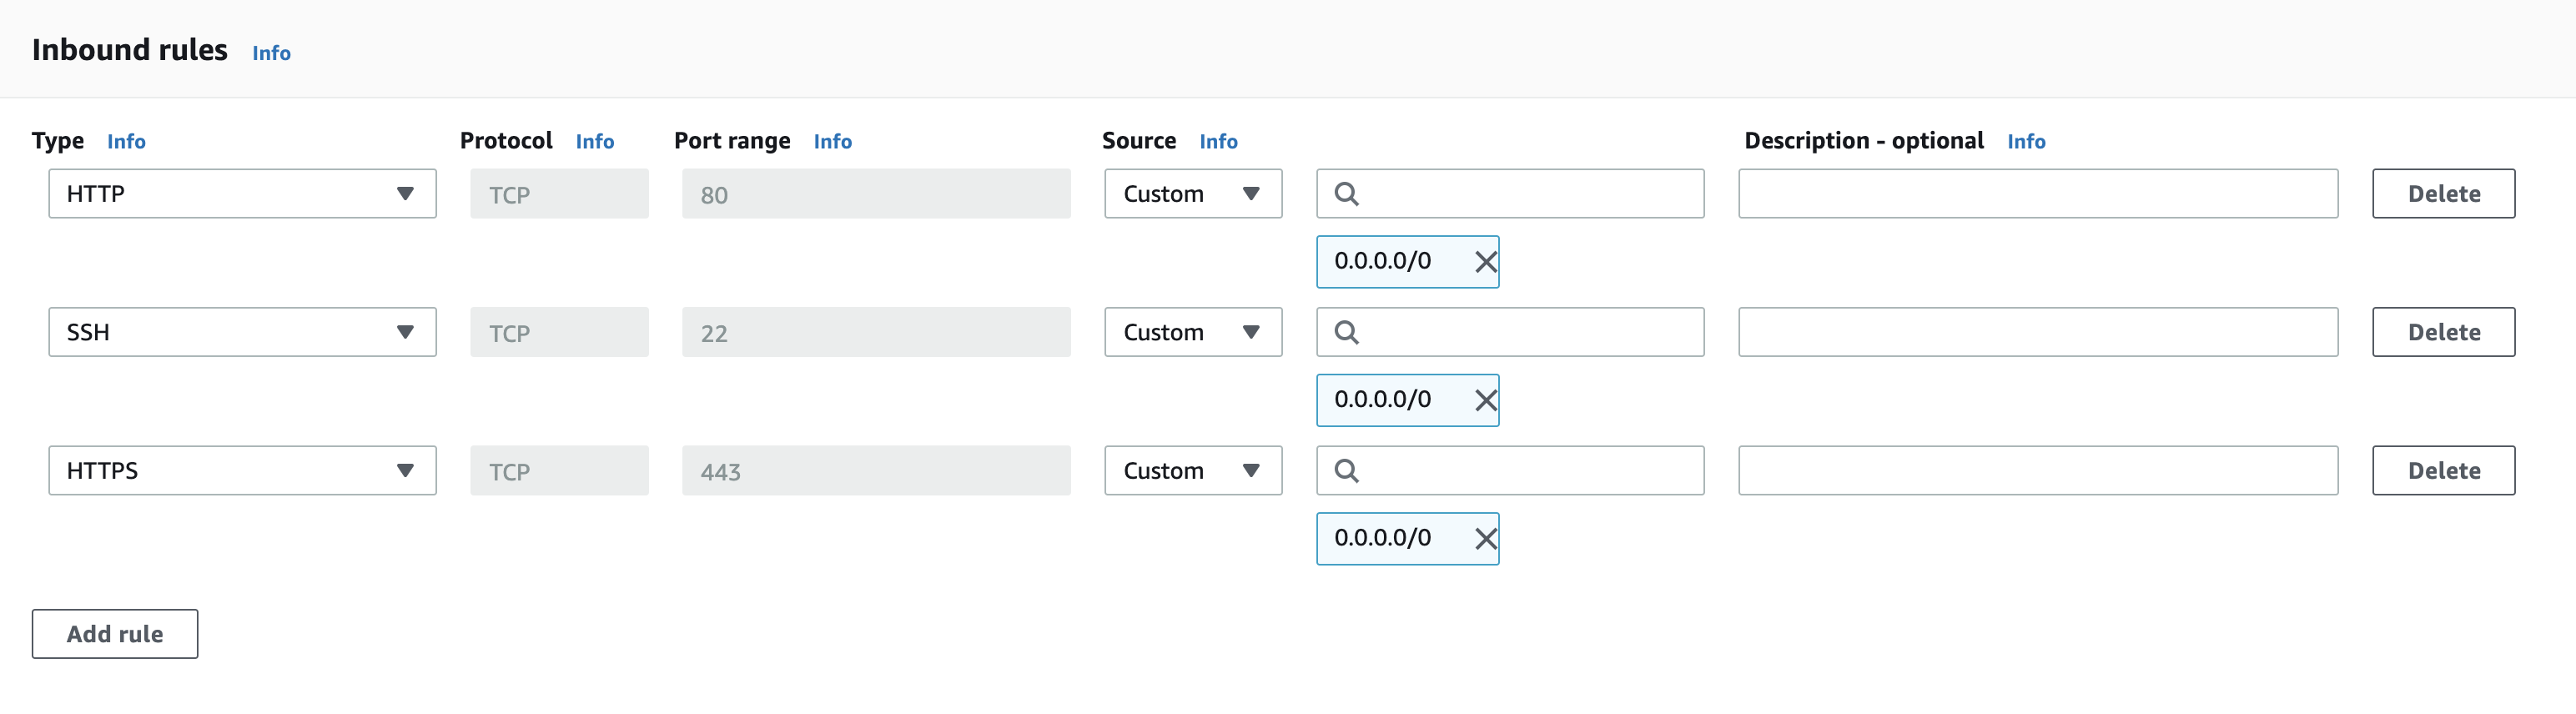 Inbound rules Info
Type Info Protocol Info Port range Info Source Info Description - optional Info
HTTP TCP 80 Custom Delete
0.0.0.0/0
SSH TCP 22 Custom Delete
0.0.0.0/0
HTTPS TCP 443 Custom Delete
0.0.0.0/0
Add rule